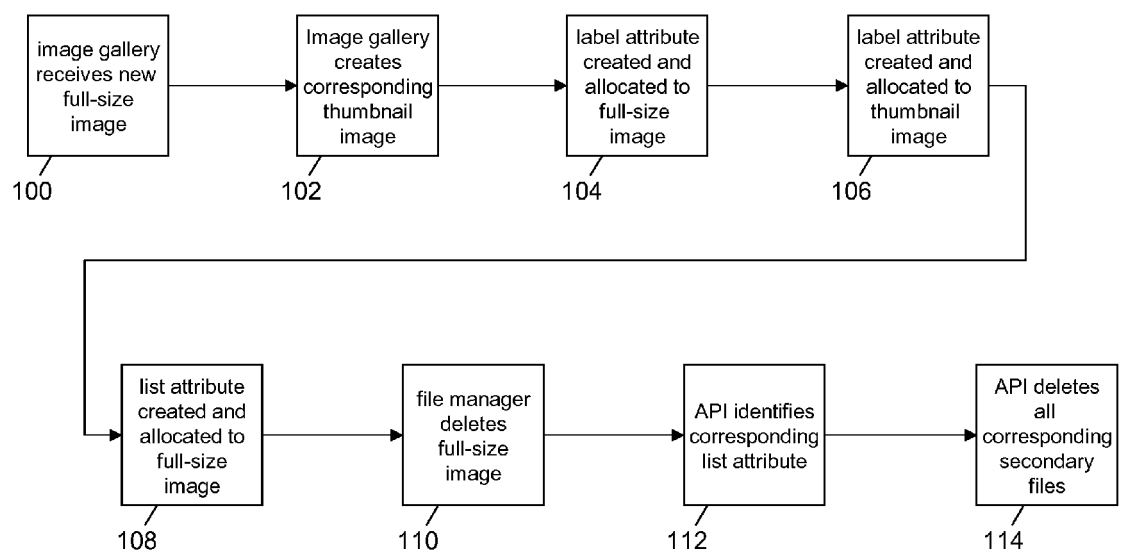 image gallery
receives new
full-size
image
100
Image gallery
creates
corresponding
thumbnail
image
102
label attribute
created and
allocated to
full-size
image
104
label attribute
created and
allocated to
thumbnail
image
106
list attribute
created and
allocated to
full-size
image
108
file manager
deletes
full-size
image
110
API identifies
corresponding
list attribute
112
API deletes
all
corresponding
secondary
files
114